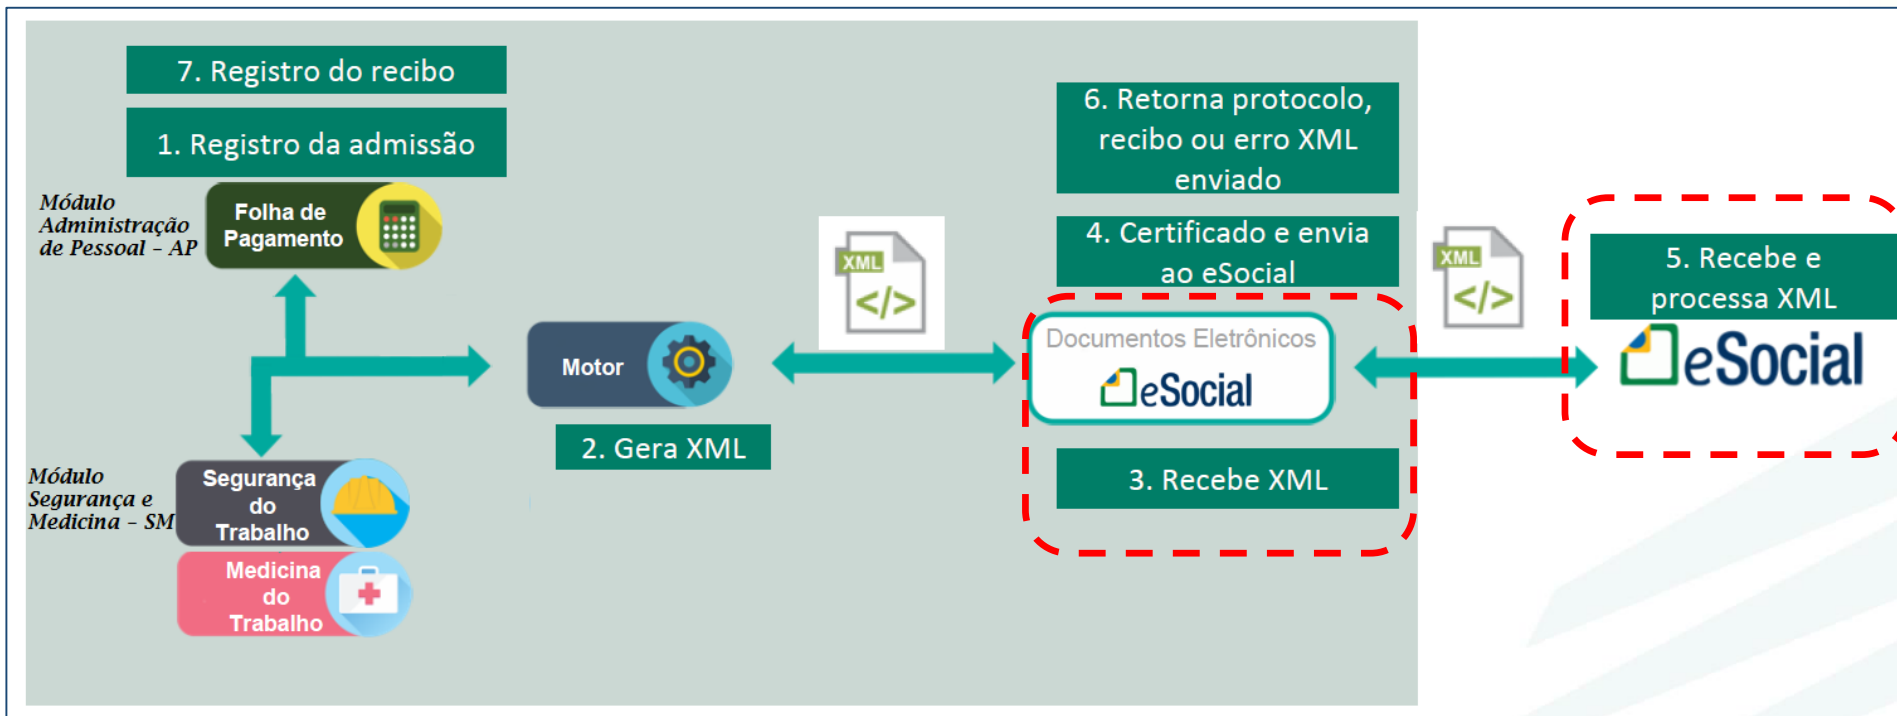 7. Registro do recibo
1. Registro da admissão
Módulo
Administração
de Pessoal – AP
Folha de
Pagamento
Módulo
Segurança e
Medicina – SM
Segurança
do
Trabalho
Medicina
do
Trabalho
Motor
2. Gera XML
XML
</>
6. Retorna protocolo,
recibo ou erro XML
enviado
4. Certificado e envia
ao eSocial
Documentos Eletrônicos
eSocial
3. Recebe XML
XML
</>
5. Recebe e
processa XML
eSocial